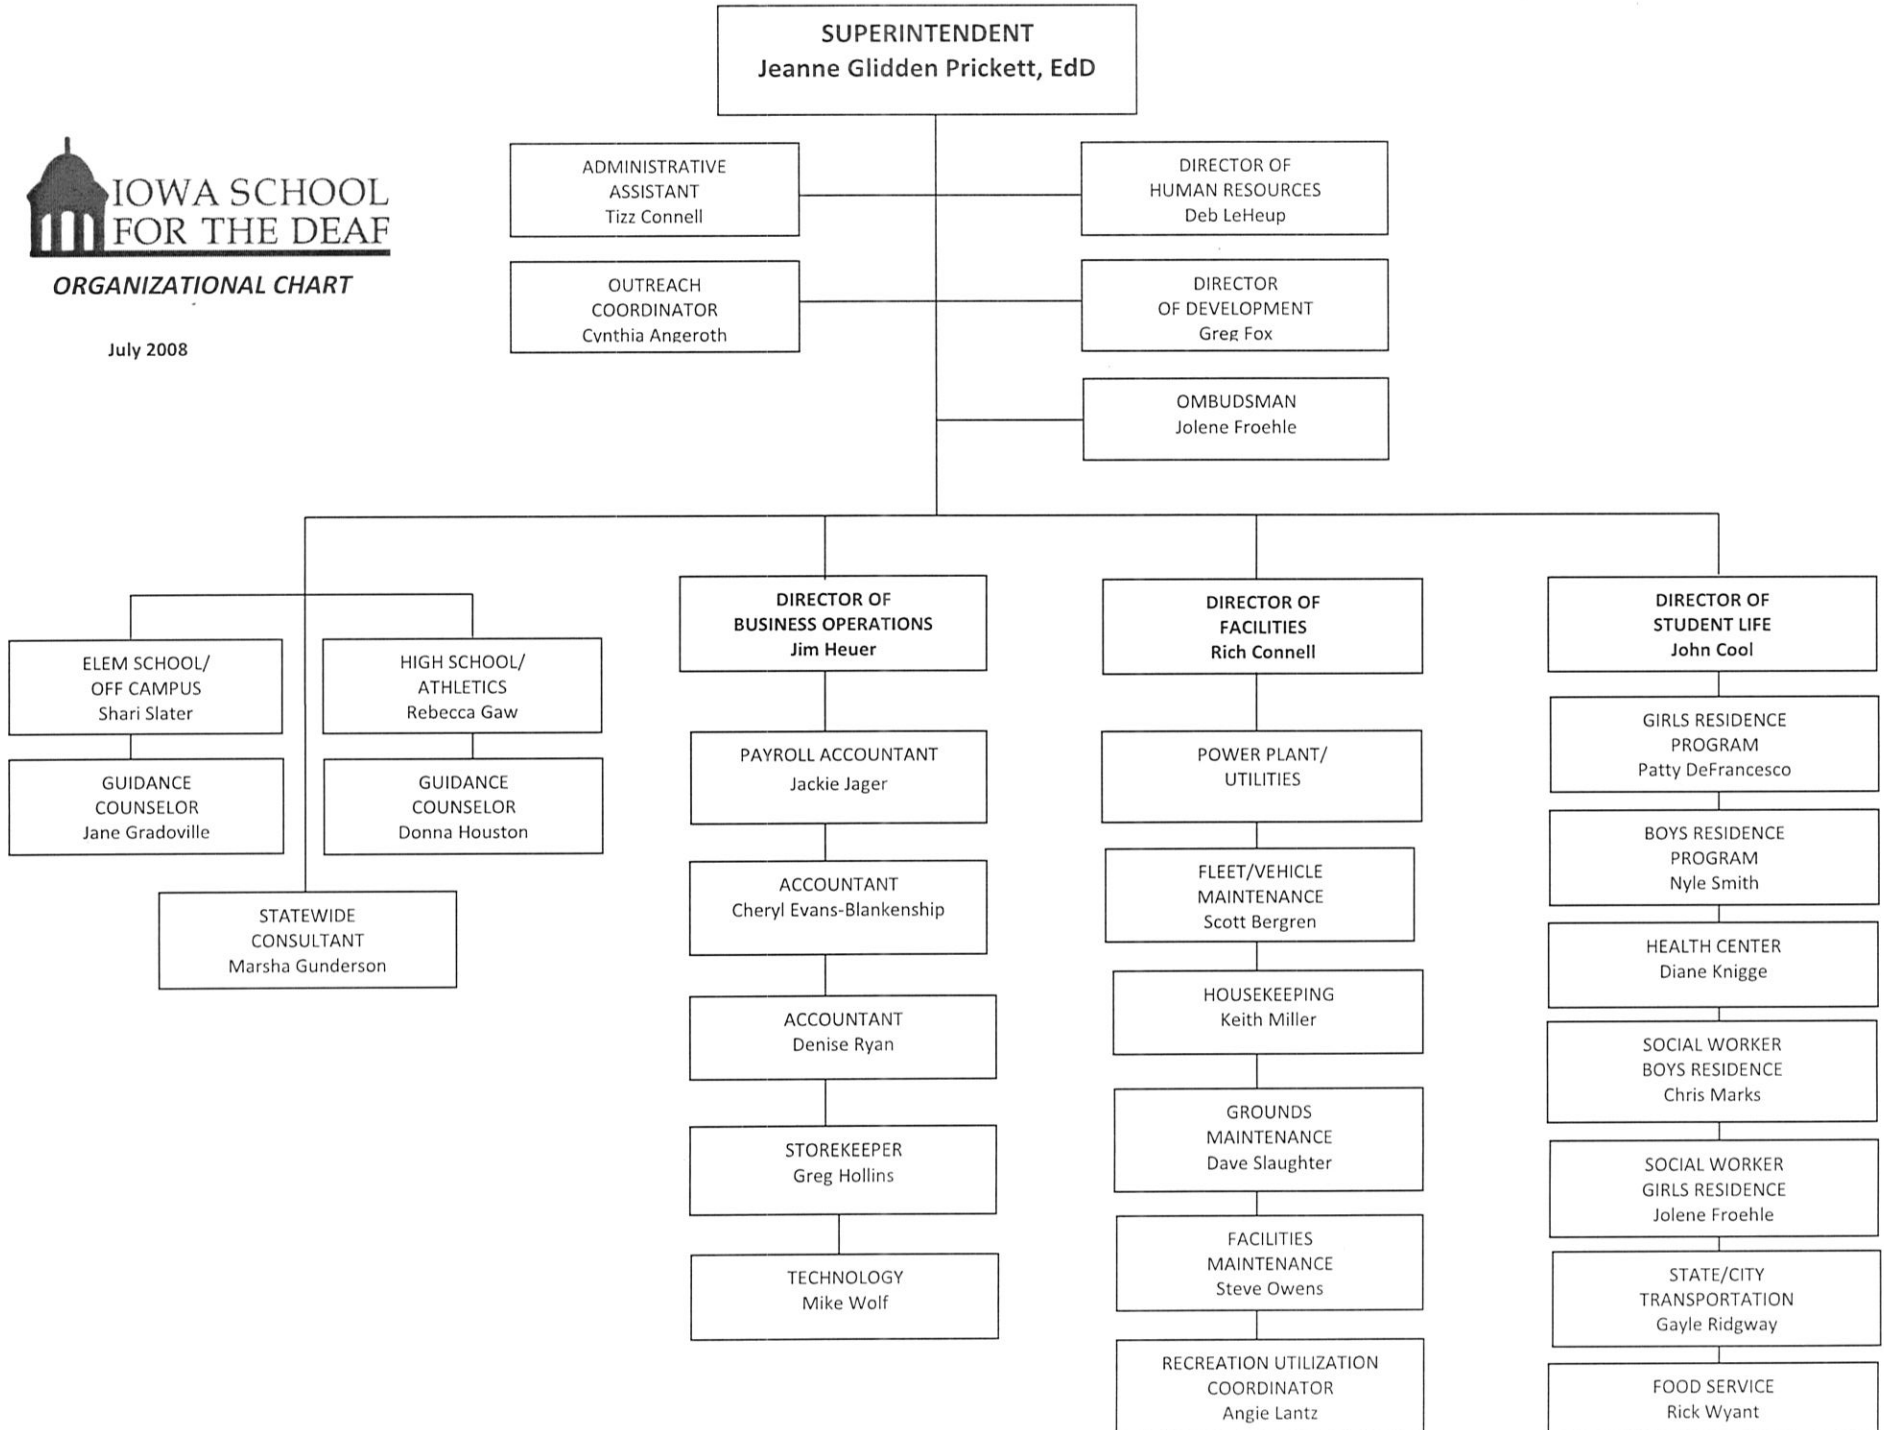 SUPERINTENDENT
Jeanne Glidden Prickett, EdD
IOWA SCHOOL
FOR THE DEAF
ORGANIZATIONAL CHART
July 2008
ADMINISTRATIVE
ASSISTANT
Tizz Connell
DIRECTOR OF
HUMAN RESOURCES
Deb LeHeup
OUTREACH
COORDINATOR
Cynthia Angeroth
DIRECTOR
OF DEVELOPMENT
Greg Fox
OMBUDSMAN
Jolene Froehle
ELEM SCHOOL/
OFF CAMPUS
Shari Slater
GUIDANCE
COUNSELOR
Jane Gradoville
HIGH SCHOOL/
ATHLETICS
Rebecca Gaw
GUIDANCE
COUNSELOR
Donna Houston
STATEWIDE
CONSULTANT
Marsha Gunderson
DIRECTOR OF
BUSINESS OPERATIONS
Jim Heuer
PAYROLL ACCOUNTANT
Jackie Jager
ACCOUNTANT
Cheryl Evans-Blankenship
ACCOUNTANT
Denise Ryan
STOREKEEPER
Greg Hollins
TECHNOLOGY
Mike Wolf
DIRECTOR OF
FACILITIES
Rich Connell
POWER PLANT/
UTILITIES
FLEET/VEHICLE
MAINTENANCE
Scott Bergren
HOUSEKEEPING
Keith Miller
GROUNDS
MAINTENANCE
Dave Slaughter
FACILITIES
MAINTENANCE
Steve Owens
RECREATION UTILIZATION
COORDINATOR
Angie Lantz
DIRECTOR OF
STUDENT LIFE
John Cool
GIRLS RESIDENCE
PROGRAM
Patty DeFrancesco
BOYS RESIDENCE
PROGRAM
Nyle Smith
HEALTH CENTER
Diane Knigge
SOCIAL WORKER
BOYS RESIDENCE
Chris Marks
SOCIAL WORKER
GIRLS RESIDENCE
Jolene Froehle
STATE/CITY
TRANSPORTATION
Gayle Ridgway
FOOD SERVICE
Rick Wyant